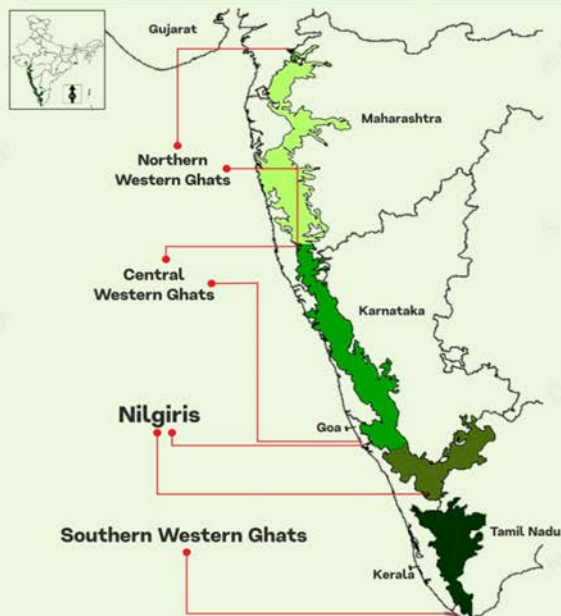 Gujarat
Maharashtra
Northern
Western Ghats
Central
Western Ghats
Karnataka
Nilgiris
Goa
Southern Western Ghats
Tamil Nadu
Kerala